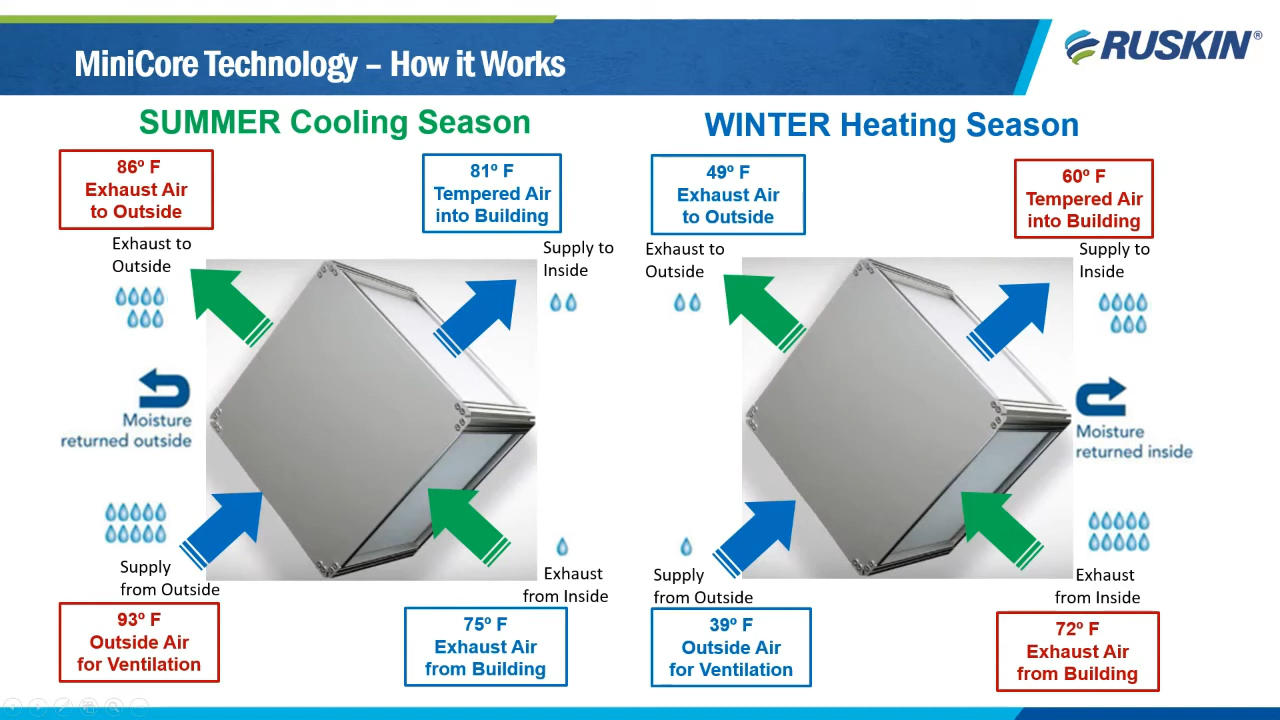 MiniCore Technology – How it Works
RUSKIN®
SUMMER Cooling Season
WINTER Heating Season
86º F
Exhaust Air
to Outside
81º F
Tempered Air
into Building
49º F
Exhaust Air
to Outside
60º F
Tempered Air
into Building
Exhaust to
Outside
Supply to
Inside
Exhaust to
Outside
Supply to
Inside
Moisture
returned outside
Moisture
returned inside
Supply
from Outside
Exhaust
from Inside
Supply
from Outside
Exhaust
from Inside
93º F
Outside Air
for Ventilation
75º F
Exhaust Air
from Building
39º F
Outside Air
for Ventilation
72º F
Exhaust Air
from Building